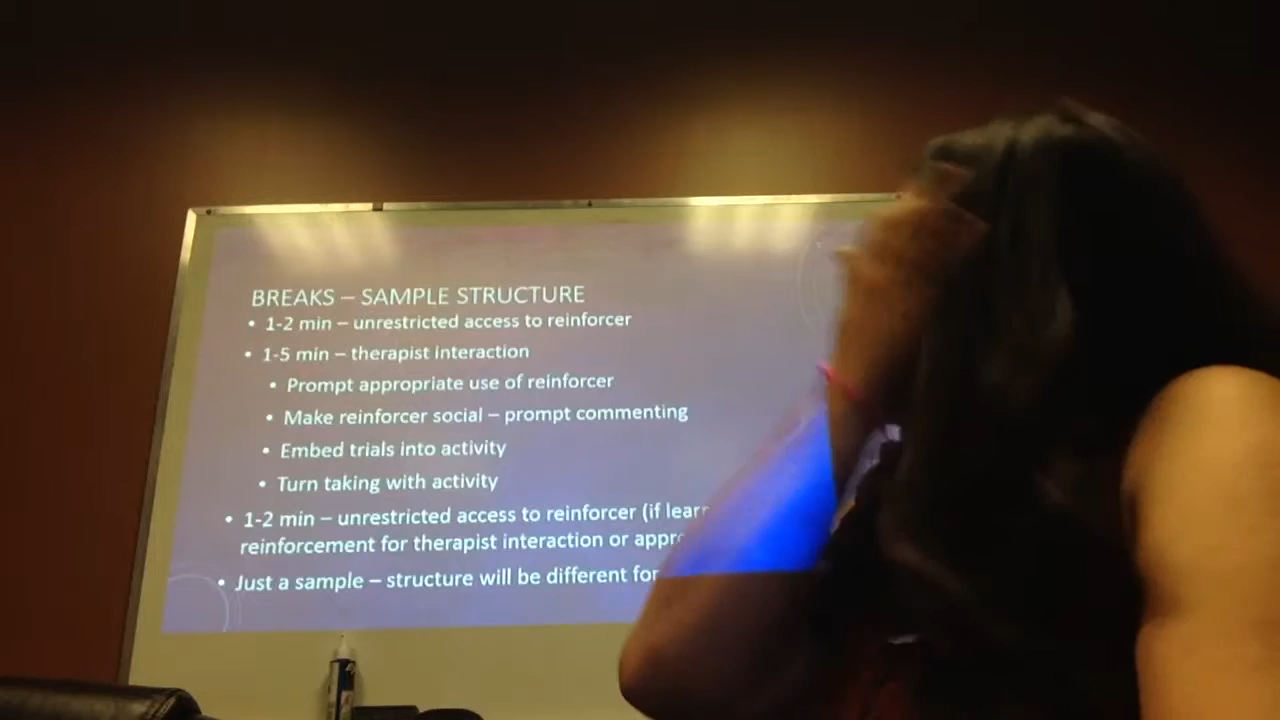 BREAKS – SAMPLE STRUCTURE
• 1-2 min – unrestricted access to reinforcer
• 1-5 min – therapist interaction
• Prompt appropriate use of reinforcer
• Make reinforcer social – prompt commenting
• Embed trials into activity
• Turn taking with activity
• 1-2 min – unrestricted access to reinforcer (if
reinforcement for therapist interaction or
• Just a sample – structure will be different for